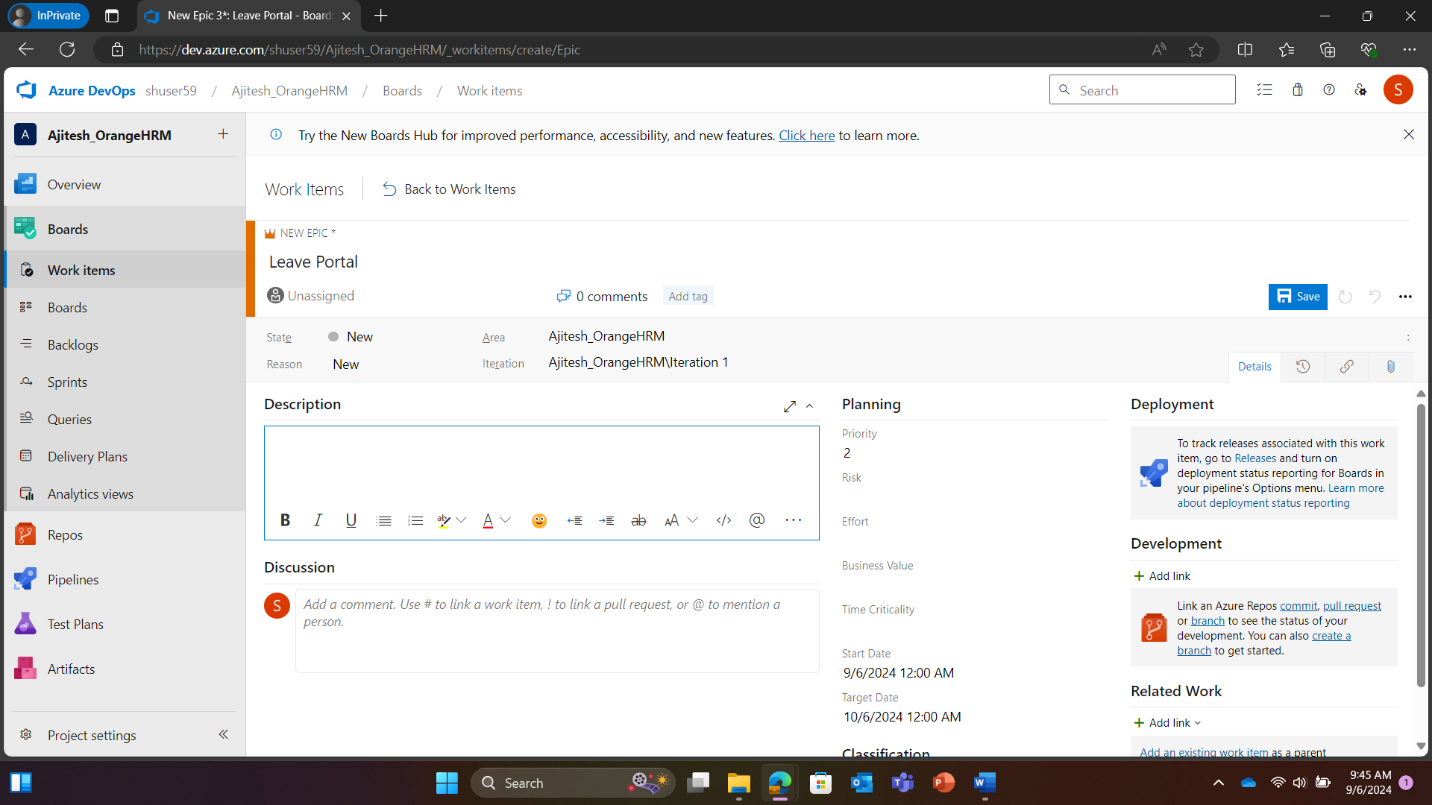 InPrivate
New Epic 3*: Leave Portal - Board
https://dev.azure.com/shuser59/Ajitesh_OrangeHRM/_workitems/create/Epic
Azure DevOps shuser59 / Ajitesh_OrangeHRM / Boards / Work items
Search
S
A Ajitesh_OrangeHRM +
Overview
Boards
Work items
Boards
Backlogs
Sprints
Queries
Delivery Plans
Analytics views
Repos
Pipelines
Test Plans
Artifacts
Project settings
Try the New Boards Hub for improved performance, accessibility, and new features. Click here to learn more.
Work Items
Back to Work Items
NEW EPIC *
Leave Portal
Unassigned
0 comments
Add tag
Save
State New
Area Ajitesh_OrangeHRM
Reason New
Iteration Ajitesh_OrangeHRM\Iteration 1
Details
Description
B I U ab A ab AA </> @ ...
Discussion
S
Add a comment. Use # to link a work item, ! to link a pull request, or @ to mention a
person.
Planning
Priority
2
Risk
Effort
Business Value
Time Criticality
Start Date
9/6/2024 12:00 AM
Target Date
10/6/2024 12:00 AM
Classification
Deployment
To track releases associated with this work
item, go to Releases and turn on
deployment status reporting for Boards in
your pipeline's Options menu. Learn more
about deployment status reporting
Development
+ Add link
Link an Azure Repos commit, pull request
or branch to see the status of your
development. You can also create a
branch to get started.
Related Work
+ Add link
Add an existing work item as a parent
Search
9:45 AM
9/6/2024
1